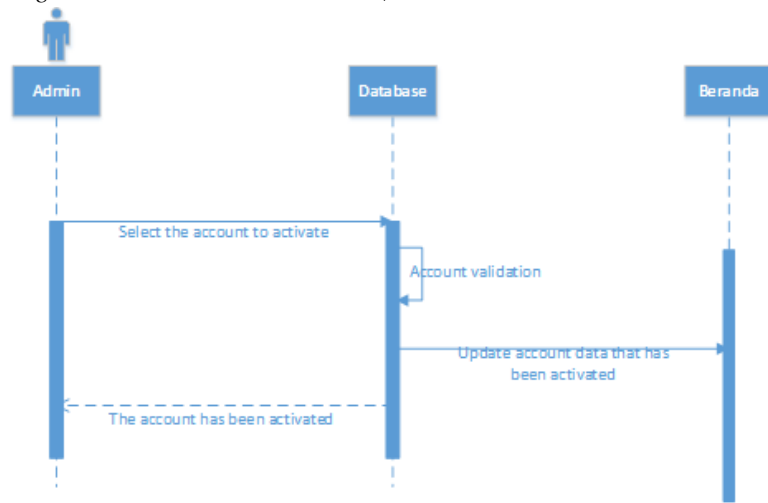 Admin
Database
Beranda
Select the account to activate
Account validation
Update account data that has
been activated
The account has been activated